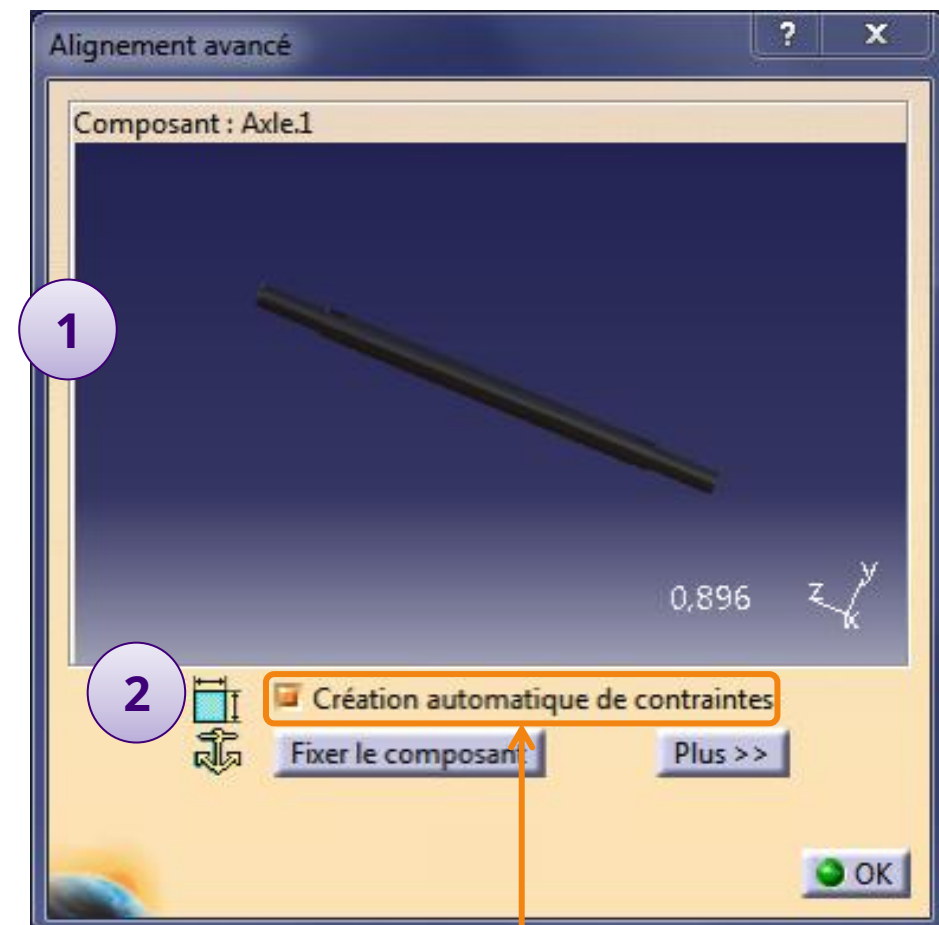 Alignement avancé
? x
Composant : Axle.1
1
0,896
y
z
x
2
Création automatique de contraintes
Fixer le composant
Plus >>
OK